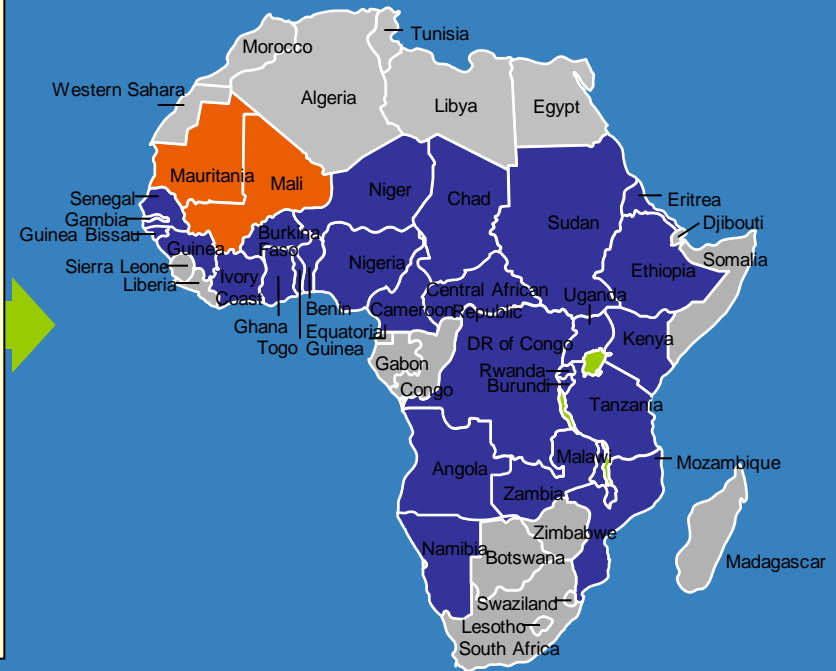 Tunisia
Morocco
Western Sahara
Algeria
Libya
Egypt
Mauritania
Mali
Niger
Chad
Senegal
Eritrea
Gambia
Sudan
Djibouti
Guinea Bissau
Burkina
Faso
Guinea
Nigeria
Somalia
Sierra Leone
Ethiopia
Liberia
Ivory
Coast
Central African
Republic
Uganda
Benin
Cameroon
Ghana
Equatorial
Guinea
Togo
DR of Congo
Kenya
Gabon
Rwanda
Burundi
Congo
Tanzania
Malawi
Mozambique
Angola
Zambia
Zimbabwe
Namibia
Botswana
Madagascar
Swaziland
Lesotho
South Africa